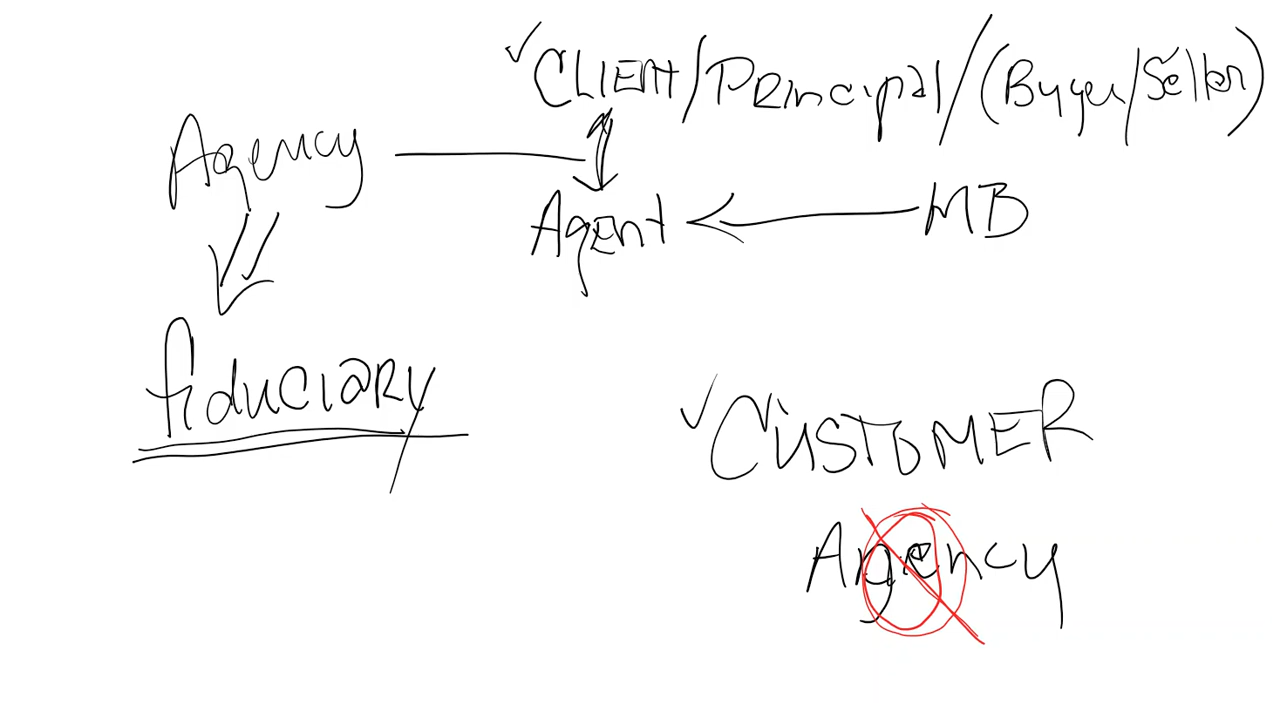 ✓CLIENT/Principal/(Buyer/Seller)
Agency
Agent MB
fiduciary
✓CUSTOMER
Agency